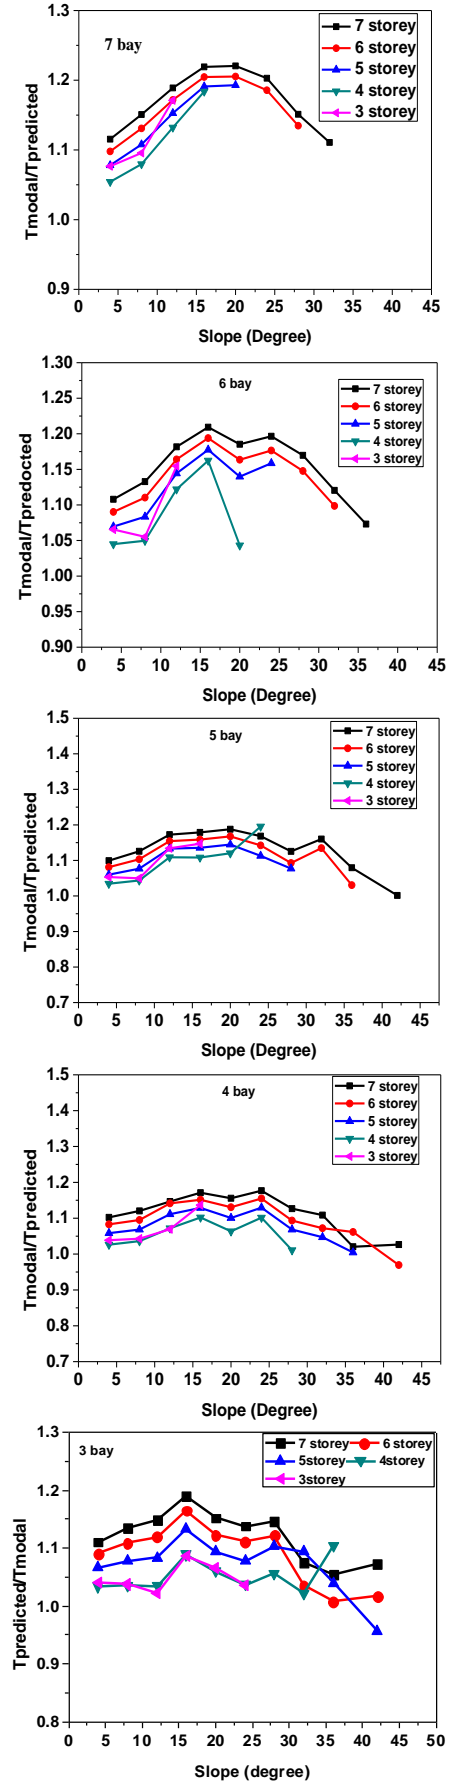 1.3
7 bay
7 storey
6 storey
5 storey
4 storey
3 storey
1.2
1.1
1.0
0.9
Tmodal/Tpredicted
0 5 10 15 20 25 30 35 40 45
Slope (Degree)
1.30
6 bay
7 storey
6 storey
5 storey
4 storey
3 storey
1.20
1.15
1.10
1.05
1.00
0.90
Tmodal/Tpredocted
0 5 10 15 20 25 30 35 40 45
Slope (Degree)
1.5
5 bay
7 storey
6 storey
5 storey
4 storey
3 storey
1.4
1.3
1.2
1.1
1.0
0.9
0.8
0.7
Tmodal/Tpredicted
5 10 15 20 25 30 35 40 45
Slope (Degree)
1.5
4 bay
7 storey
6 storey
5 storey
4 storey
3 storey
1.4
1.3
1.2
1.1
1.0
0.9
0.8
0.7
Tmodal/Tpredicted
5 10 15 20 25 30 35 40 45
Slope (Degree)
1.3
3 bay
7 storey 6 storey
5storey 4storey
3storey
1.2
1.1
1.0
0.9
0.8
Tpredicted/Tmodal
0 5 10 15 20 25 30 35 40 45 50
Slope (degree)